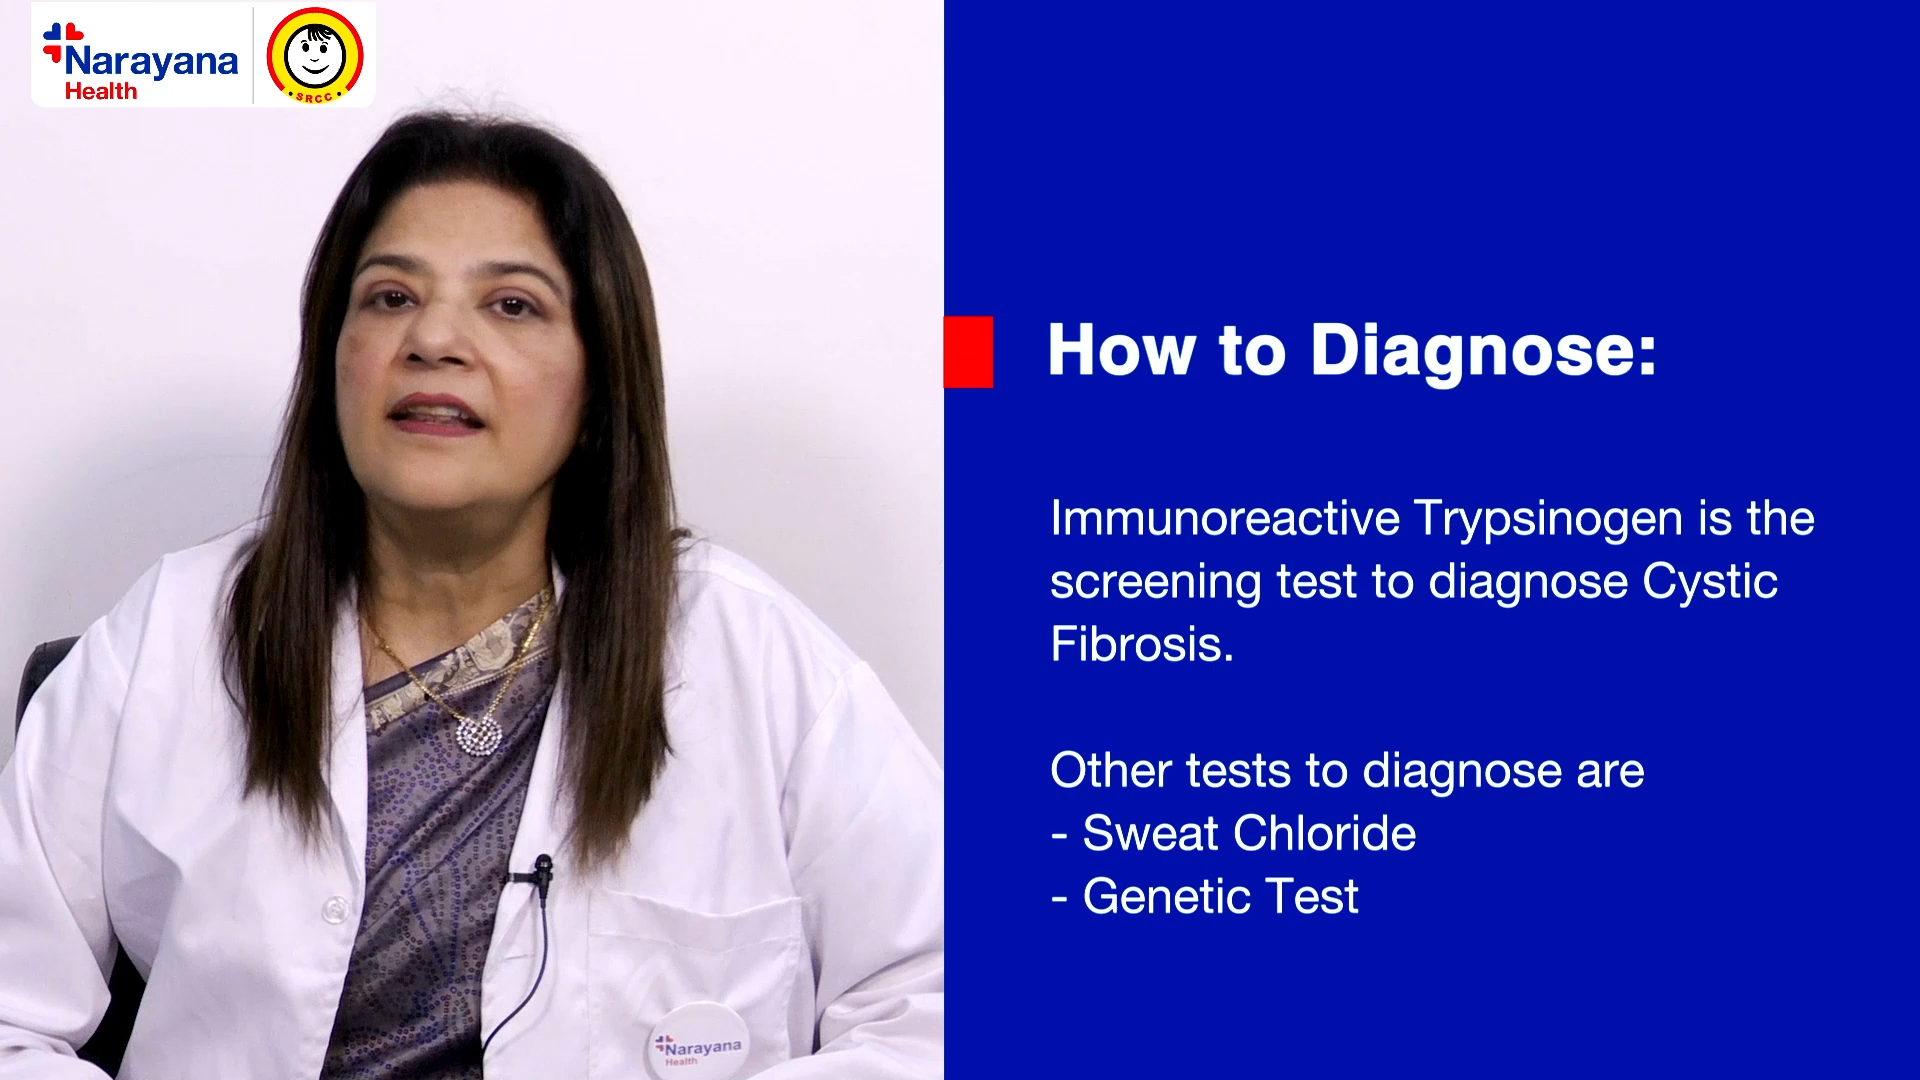 Narayana
Health
SRCC
How to Diagnose:
Immunoreactive Trypsinogen is the
screening test to diagnose Cystic
Fibrosis.
Other tests to diagnose are
- Sweat Chloride
- Genetic Test
Narayana
Health